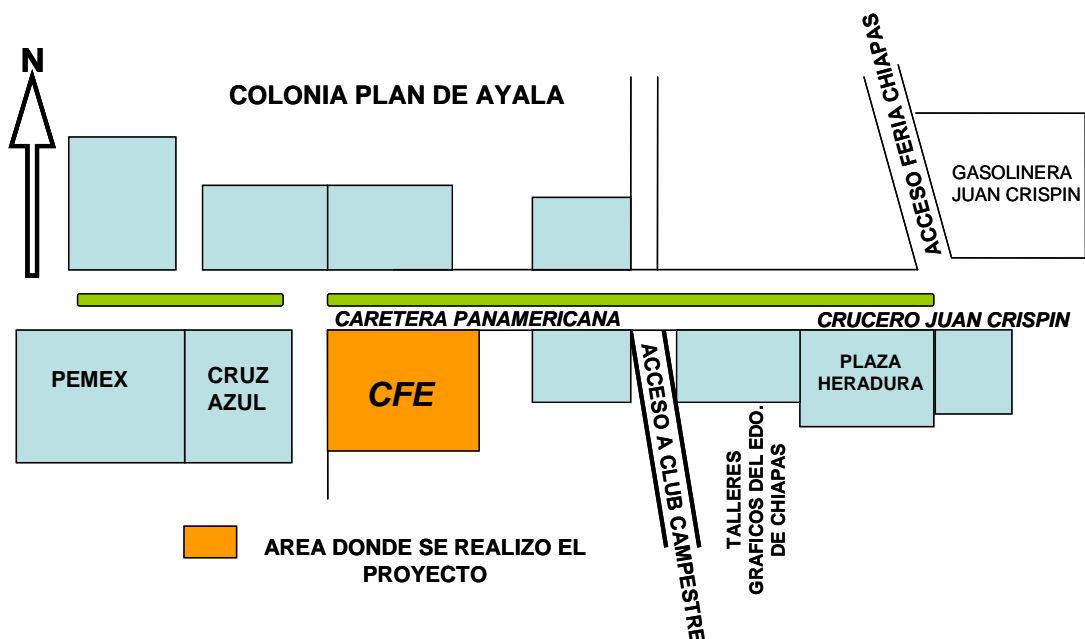 N
COLONIA PLAN DE AYALA
ACCESO FERIA CHIAPAS
GASOLINERA
JUAN CRISPIN
CARETERA PANAMERICANA
CRUCERO JUAN CRISPIN
PEMEX
CRUZ
AZUL
CFE
ACCESO A CLUB CAMPESTRE
TALLERES
GRAFICOS DEL EDO.
DE CHIAPAS
PLAZA
HERADURA
AREA DONDE SE REALIZO EL
PROYECTO